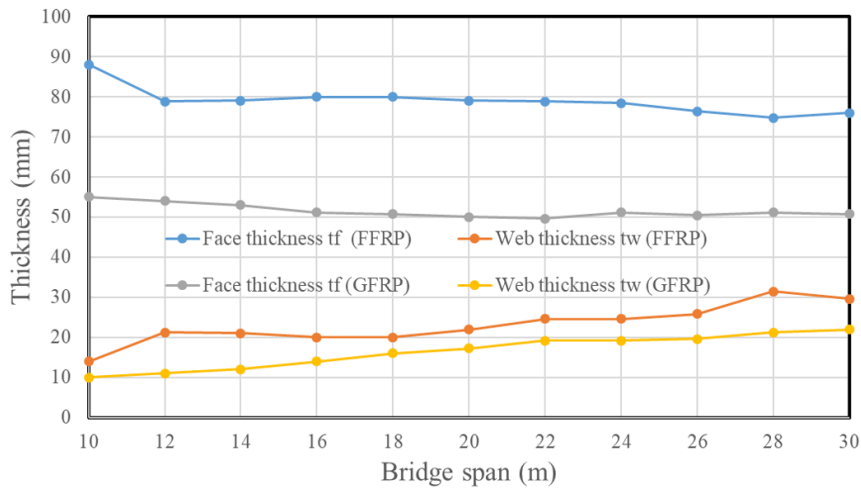 100
90
80
70
60
50
40
30
20
10
0
Thickness (mm)
Face thickness tf (FFRP)
Web thickness tw (FFRP)
Face thickness tf (GFRP)
Web thickness tw (GFRP)
10 12 14 16 18 20 22 24 26 28 30
Bridge span (m)